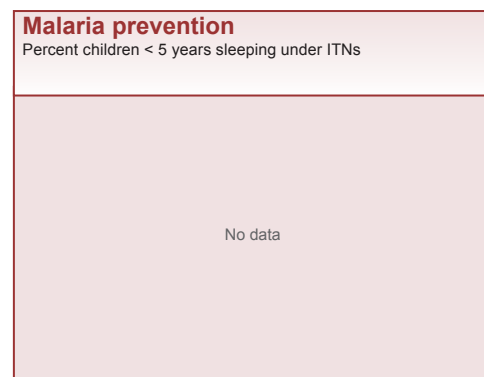 Malaria prevention
Percent children < 5 years sleeping under ITNs
No data